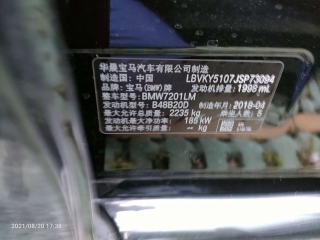 华晨宝马汽车有限公司制造
制造国：中国 LBVKY5107JSP73094
品牌：宝马(BMW)牌 发动机排量：1998 mL
整车型号：BMW7201LM
发动机型号：B48B20D 制造年月：2018-04
最大允许总质量：2235 kg 乘坐人数：5
发动机最大净功率：185 kW
最大允许牵引质量：-- kg
2021/08/20 17:38